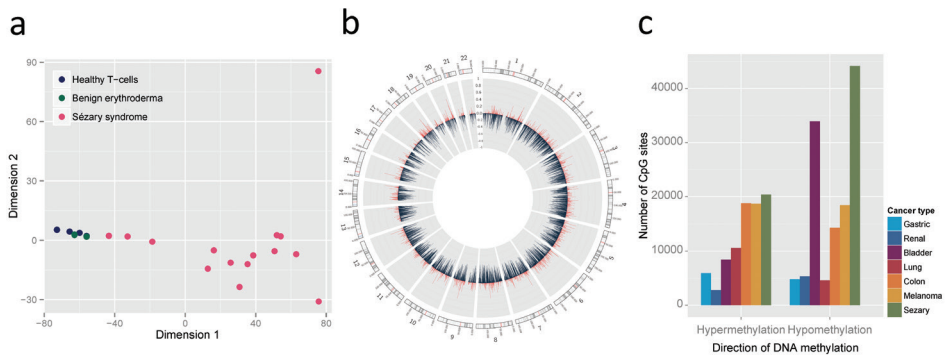 a
90
60
30
0
−30
−80
−40
0
40
80
Dimension 2
Dimension 1
Healthy T−cells
Benign erythroderma
Sézary syndrome
b
1
2
3
4
5
6
7
8
9
10
11
12
13
14
15
16
17
18
19
20
21
22
c
40000
30000
20000
10000
0
Number of CpG sites
Hypermethylation
Hypomethylation
Direction of DNA methylation
Cancer type
Gastric
Renal
Bladder
Lung
Colon
Melanoma
Sezary